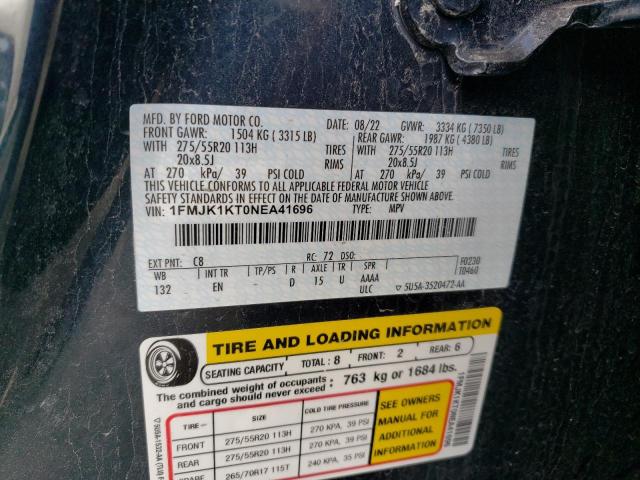 MFD. BY FORD MOTOR CO.
DATE: 08/22 GVWR: 3334 KG ( 7350 LB)
FRONT GAWR: 1504 KG ( 3315 LB) REAR GAWR: 1987 KG ( 4380 LB)
WITH 275/55R20 113H TIRES WITH 275/55R20 113H TIRES
20x8.5J RIMS 20x8.5J RIMS
AT 270 kPa/ 39 PSI COLD AT 270 kPa/ 39 PSI COLD
THIS VEHICLE CONFORMS TO ALL APPLICABLE FEDERAL MOTOR VEHICLE
SAFETY STANDARDS IN EFFECT ON THE DATE OF MANUFACTURE SHOWN ABOVE.
VIN: 1FMJK1KT0NEA41696 TYPE: MPV
EXT PNT: C8 RC: 72 DSO: F0230
WB INT TR TP/PS R AXLE TR SPR T0460
132 EN - D 15 U AAAA
ULC 5U5A-3520472-AA
TIRE AND LOADING INFORMATION
SEATING CAPACITY TOTAL: 8 FRONT: 2 REAR: 6
The combined weight of occupants and cargo should never exceed: 763 kg or 1684 lbs.
TIRE SIZE COLD TIRE PRESSURE
FRONT 275/55R20 113H 270 KPA, 39 PSI
REAR 275/55R20 113H 270 KPA, 39 PSI
SPARE 265/70R17 115T 240 KPA, 35 PSI
SEE OWNERS
MANUAL FOR
ADDITIONAL
INFORMATION
1FMJK1KT0NEA41696